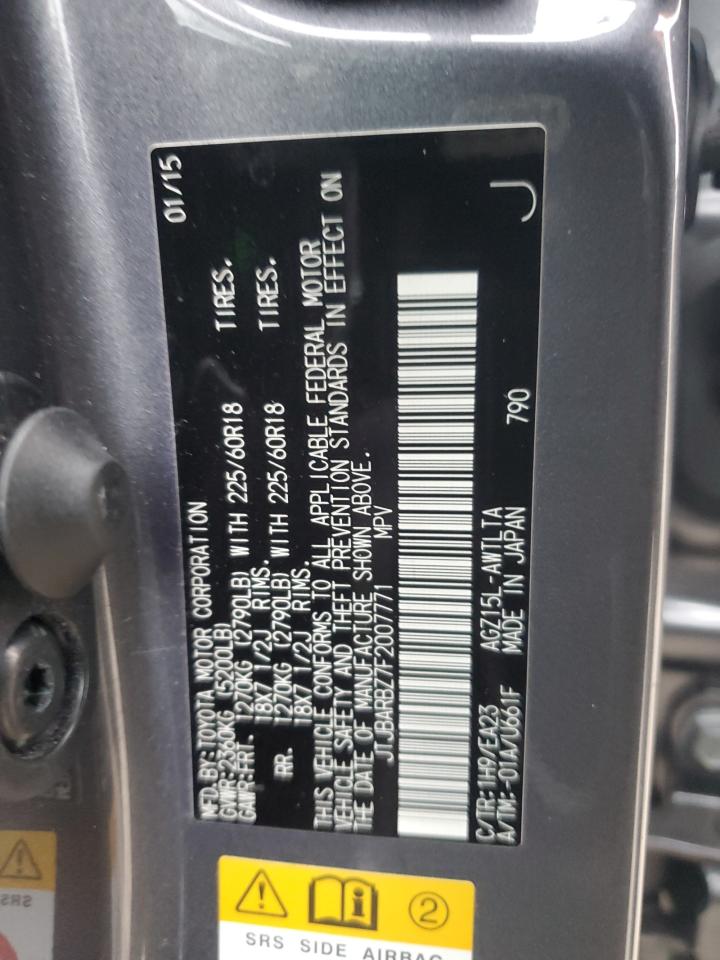 MFD.BY:TOYOTA MOTOR CORPORATION 01/15
GVWR:2360KG (5200LB)
GAWR:FRT. 1270KG (2790LB) WITH 225/60R18 TIRES.
18X7 1/2J RIMS.
RR. 1270KG (2790LB) WITH 225/60R18 TIRES.
18X7 1/2J RIMS.
THIS VEHICLE CONFORMS TO ALL APPLICABLE FEDERAL MOTOR
VEHICLE SAFETY AND THEFT PREVENTION STANDARDS IN EFFECT ON
THE DATE OF MANUFACTURE SHOWN ABOVE.
JTJBARBZ7F2007771 MPV
C/TR:1H9/EA23 AGZ15L-AWTLTA 790
A/TM:-01A/U661F MADE IN JAPAN J
2
SRS SIDE AIRBAG
SRS